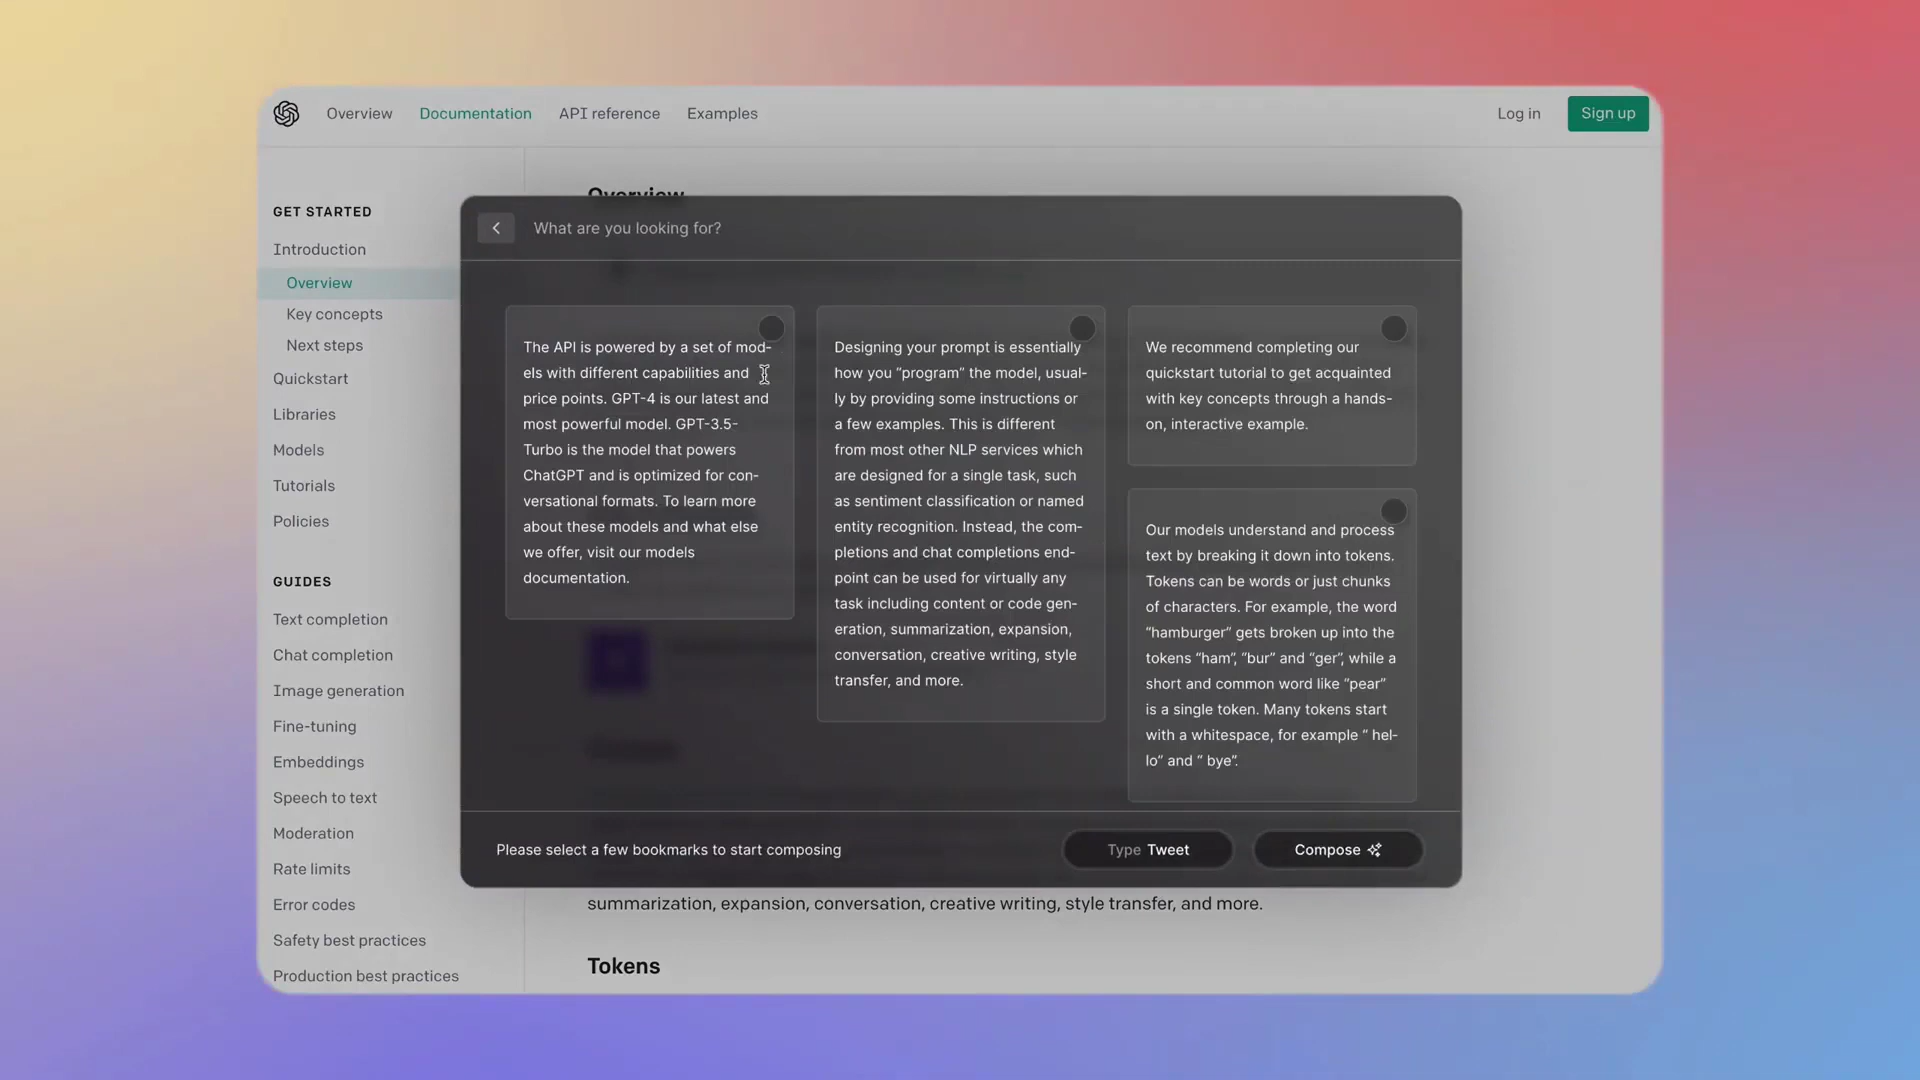 Overview
Documentation
API reference
Examples
Log in
Sign up
GET STARTED
Introduction
Overview
Key concepts
Next steps
Quickstart
Libraries
Models
Tutorials
Policies
GUIDES
Text completion
Chat completion
Image generation
Fine-tuning
Embeddings
Speech to text
Moderation
Rate limits
Error codes
Safety best practices
Production best practices
Overview
What are you looking for?
The API is powered by a set of mod-
els with different capabilities and
price points. GPT-4 is our latest and
most powerful model. GPT-3.5-
Turbo is the model that powers
ChatGPT and is optimized for con-
versational formats. To learn more
about these models and what else
we offer, visit our models
documentation.
Designing your prompt is essentially
how you “program” the model, usual-
ly by providing some instructions or
a few examples. This is different
from most other NLP services which
are designed for a single task, such
as sentiment classification or named
entity recognition. Instead, the com-
pletions and chat completions end-
point can be used for virtually any
task including content or code gen-
eration, summarization, expansion,
conversation, creative writing, style
transfer, and more.
We recommend completing our
quickstart tutorial to get acquainted
with key concepts through a hands-
on, interactive example.
Our models understand and process
text by breaking it down into tokens.
Tokens can be words or just chunks
of characters. For example, the word
“hamburger” gets broken up into the
tokens “ham”, “bur” and “ger”, while a
short and common word like “pear”
is a single token. Many tokens start
with a whitespace, for example “ hel-
lo” and “ bye”.
Please select a few bookmarks to start composing
Type Tweet
Compose
summarization, expansion, conversation, creative writing, style transfer, and more.
Tokens